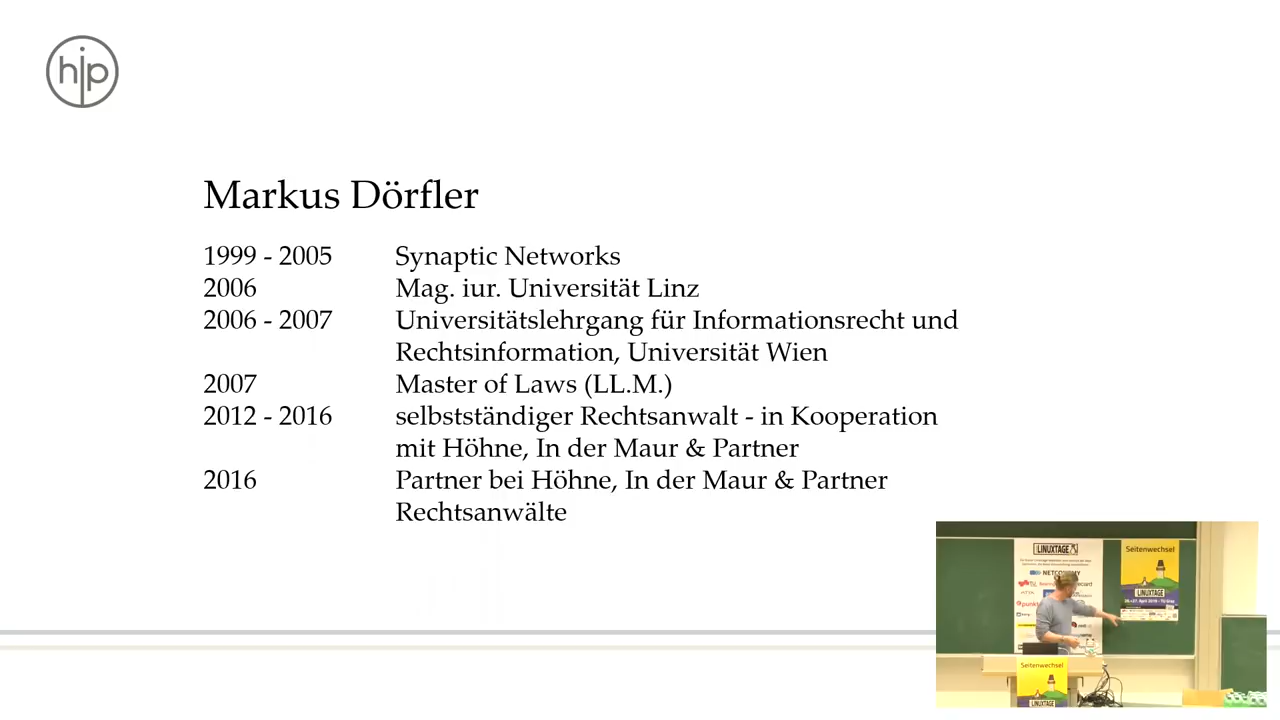 hip
Markus Dörfler
1999 - 2005 Synaptic Networks
2006 Mag. iur. Universität Linz
2006 - 2007 Universitätslehrgang für Informationsrecht und
Rechtsinformation, Universität Wien
2007 Master of Laws (LL.M.)
2012 - 2016 selbstständiger Rechtsanwalt - in Kooperation
mit Höhne, In der Maur & Partner
2016 Partner bei Höhne, In der Maur & Partner
Rechtsanwälte
LINUXTAGE
NETCONOMY
Seitenwechsel
LINUXTAGE
Seitenwechsel
LINUXTAGE